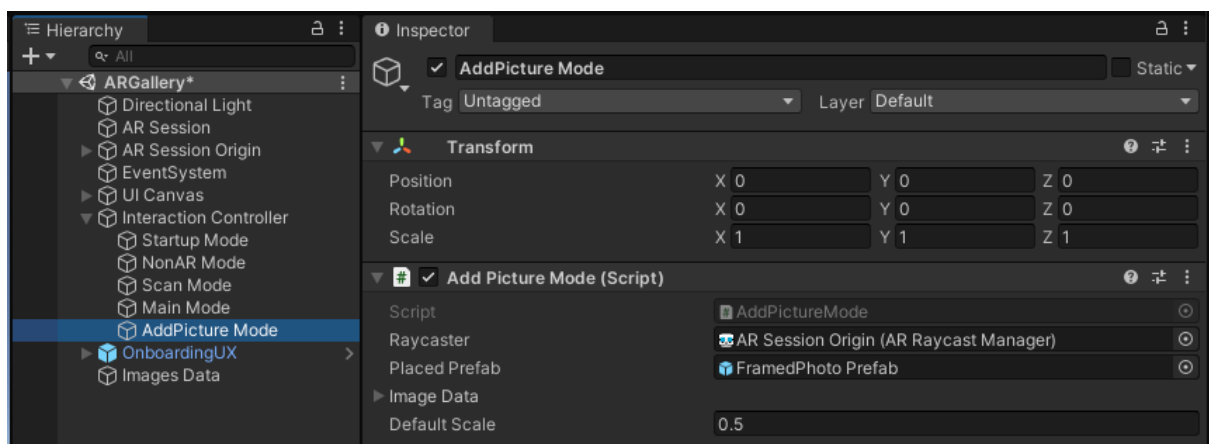 Hierarchy
All
ARGallery*
Directional Light
AR Session
AR Session Origin
EventSystem
UI Canvas
Interaction Controller
Startup Mode
NonAR Mode
Scan Mode
Main Mode
AddPicture Mode
OnboardingUX
Images Data
Inspector
AddPicture Mode Static
Tag Untagged Layer Default
Transform
Position X 0 Y 0 Z 0
Rotation X 0 Y 0 Z 0
Scale X 1 Y 1 Z 1
# Add Picture Mode (Script)
Script AddPictureMode
Raycaster AR Session Origin (AR Raycast Manager)
Placed Prefab FramedPhoto Prefab
Image Data
Default Scale 0.5